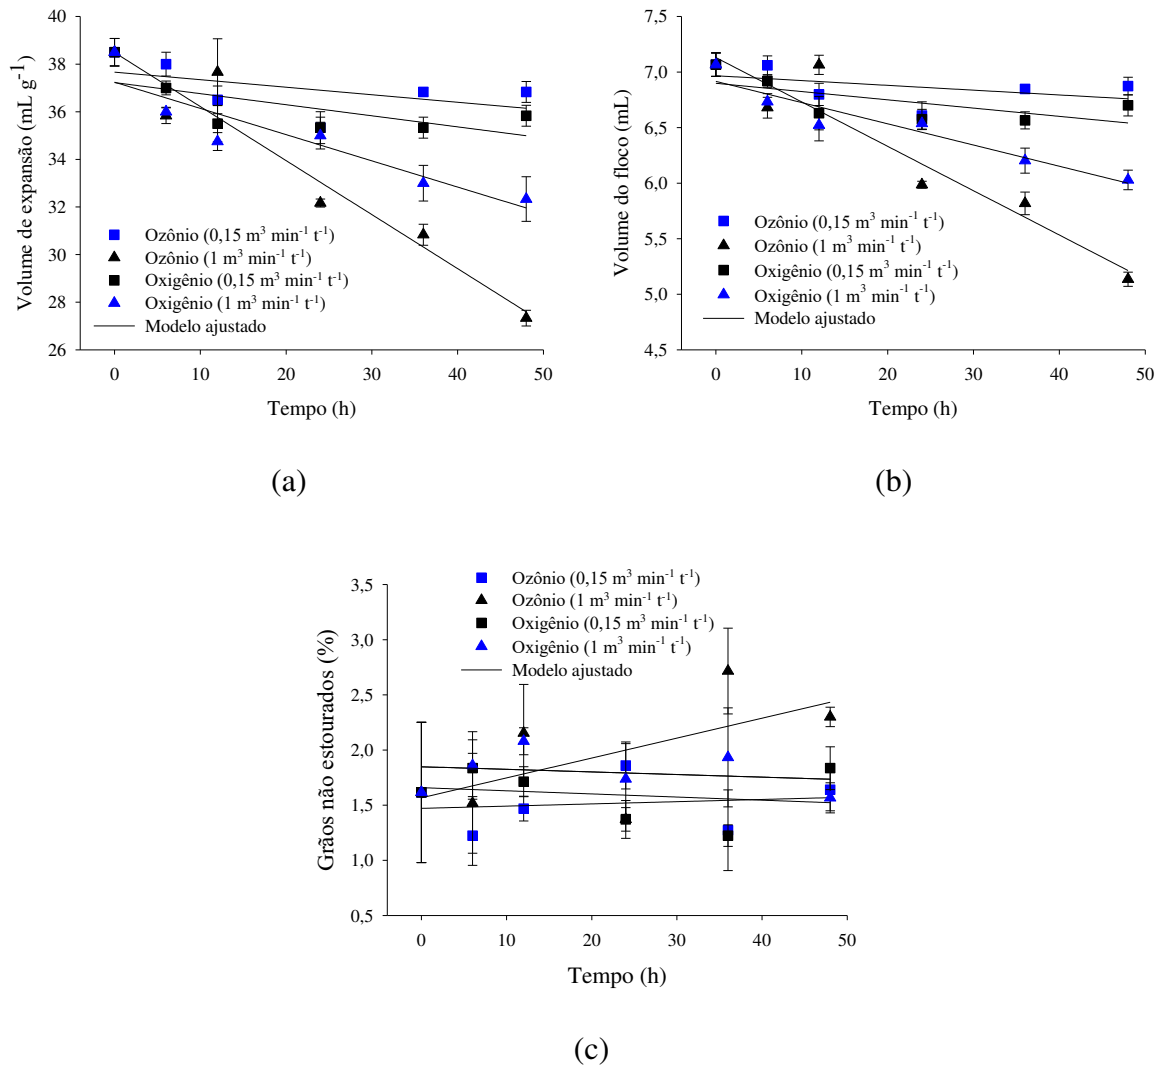 40
38
36
34
32
30
28
26
Volume de expansão (mL g-1)
Ozônio (0,15 m3 min-1 t-1)
Ozônio (1 m3 min-1 t-1)
Oxigênio (0,15 m3 min-1 t-1)
Oxigênio (1 m3 min-1 t-1)
Modelo ajustado
0 10 20 30 40 50
Tempo (h)
(a)
7,5
7,0
6,5
6,0
5,5
5,0
4,5
Volume do floco (mL)
Ozônio (0,15 m3 min-1 t-1)
Ozônio (1 m3 min-1 t-1)
Oxigênio (0,15 m3 min-1 t-1)
Oxigênio (1 m3 min-1 t-1)
Modelo ajustado
0 10 20 30 40 50
Tempo (h)
(b)
Ozônio (0,15 m3 min-1 t-1)
Ozônio (1 m3 min-1 t-1)
Oxigênio (0,15 m3 min-1 t-1)
Oxigênio (1 m3 min-1 t-1)
Modelo ajustado
3,5
3,0
2,5
2,0
1,5
1,0
0,5
Grãos não estourados (%)
0 10 20 30 40 50
Tempo (h)
(c)